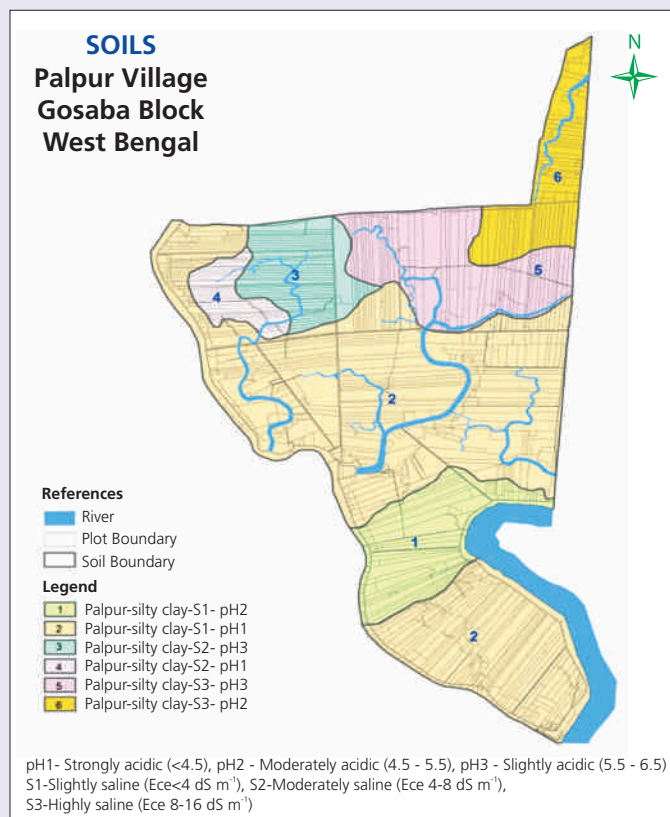 SOILS
Palpur Village
Gosaba Block
West Bengal
N
6
5
3
4
2
1
2
References
River
Plot Boundary
Soil Boundary
Legend
1 Palpur-silty clay-S1- pH2
2 Palpur-silty clay-S1- pH1
3 Palpur-silty clay-S2- pH3
4 Palpur-silty clay-S2- pH1
5 Palpur-silty clay-S3- pH3
6 Palpur-silty clay-S3- pH2
pH1- Strongly acidic (<4.5), pH2 - Moderately acidic (4.5 - 5.5), pH3 - Slightly acidic (5.5 - 6.5)
S1-Slightly saline (Ece<4 dS m⁻¹), S2-Moderately saline (Ece 4-8 dS m⁻¹),
S3-Highly saline (Ece 8-16 dS m⁻¹)